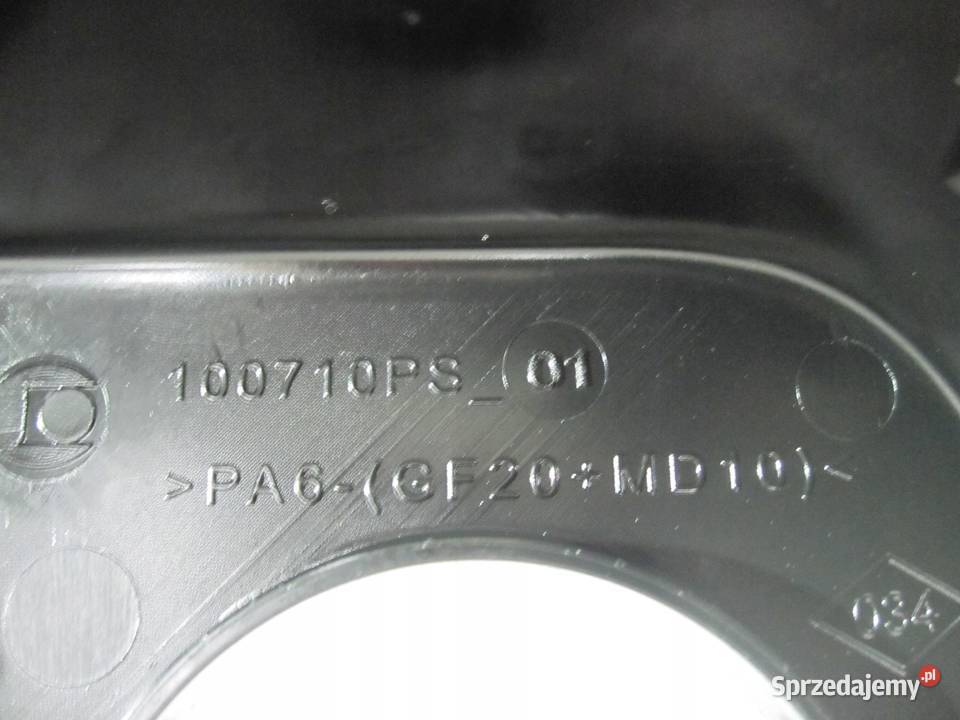 100710PS_01
>PA6-(GF20+MD10)<
034
Sprzedajemy.pl